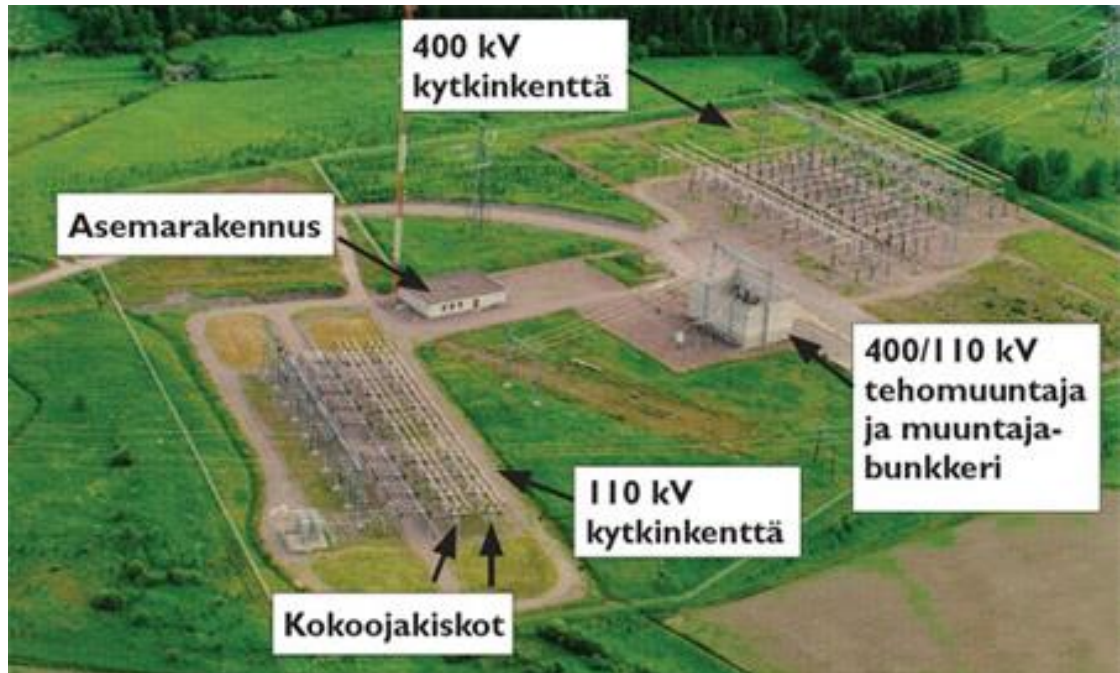 400 kV
kytkinkenttä
Asemarakennus
400/110 kV
tehomuuntaja
ja muuntaja-
bunkkeri
110 kV
kytkinkenttä
Kokoojakiskot